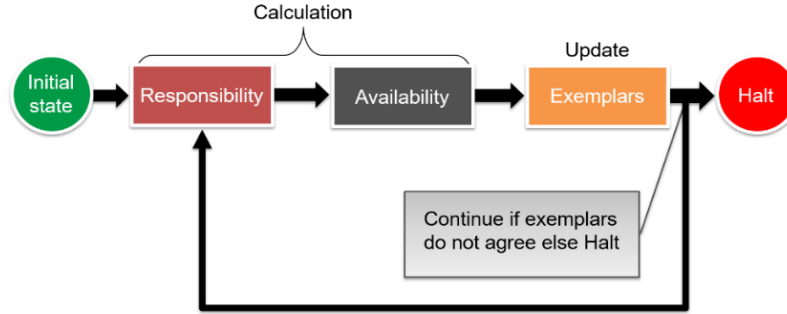 Calculation
Initial
state
Responsibility
Availability
Update
Exemplars
Halt
Continue if exemplars
do not agree else Halt